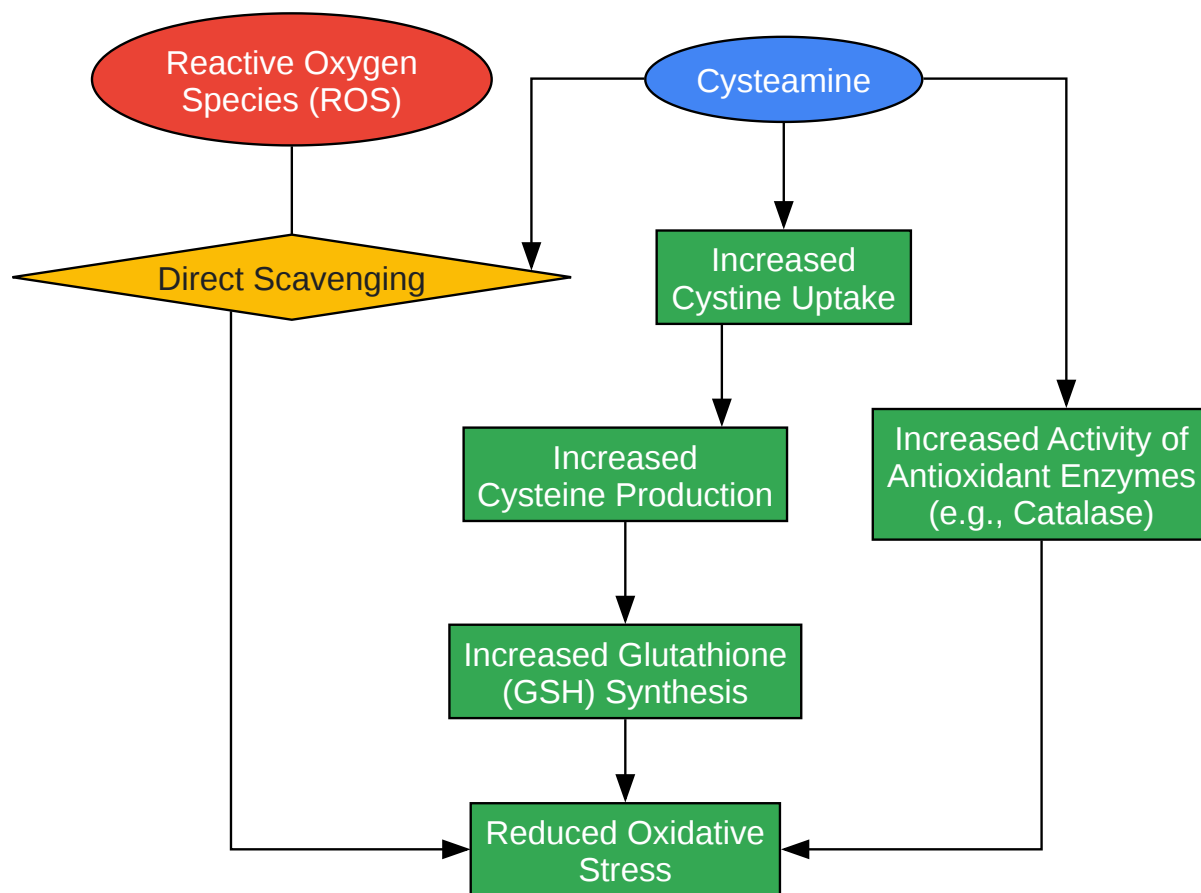 Reactive Oxygen
Species (ROS)
Cysteamine
Direct Scavenging
Increased
Cystine Uptake
Increased
Cysteine Production
Increased Activity of
Antioxidant Enzymes
(e.g., Catalase)
Increased Glutathione
(GSH) Synthesis
Reduced Oxidative
Stress